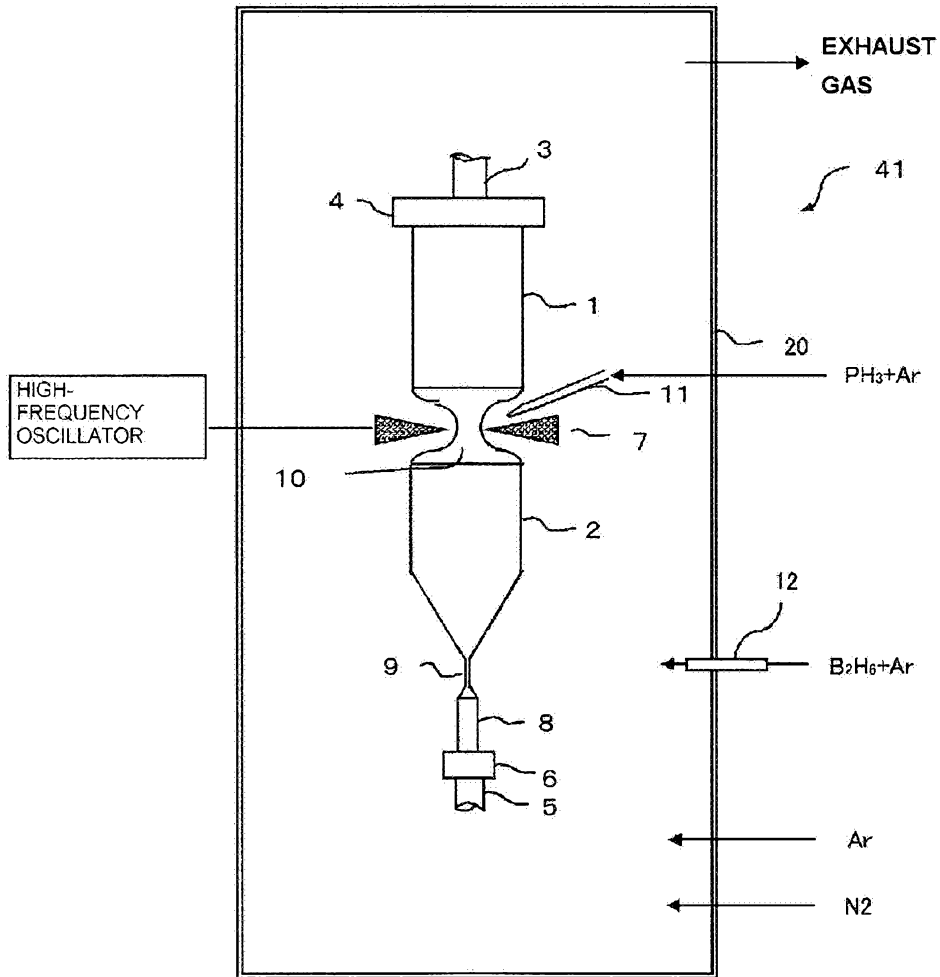 EXHAUST
GAS
3
41
4
1
20
PH₃+Ar
11
HIGH-
FREQUENCY
OSCILLATOR
7
10
2
12
9
B₂H₆+Ar
8
6
5
Ar
N2